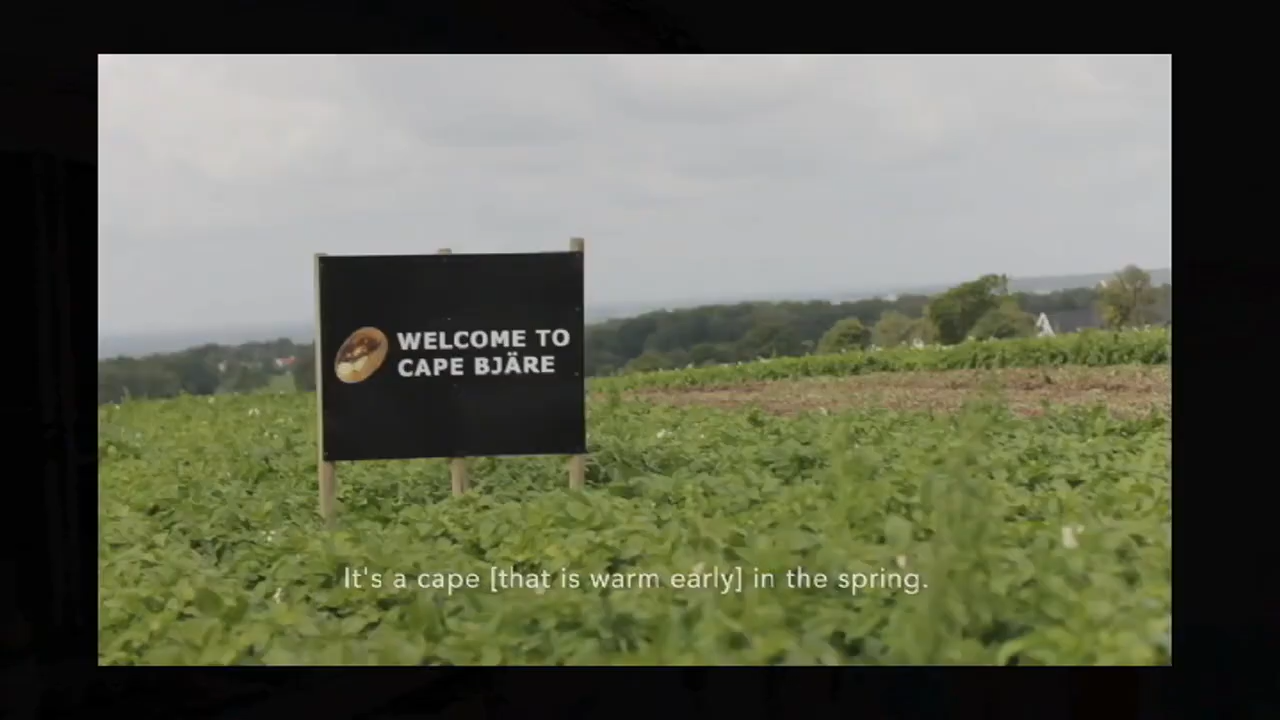 WELCOME TO
CAPE BJÄRE
It's a cape [that is warm early] in the spring.